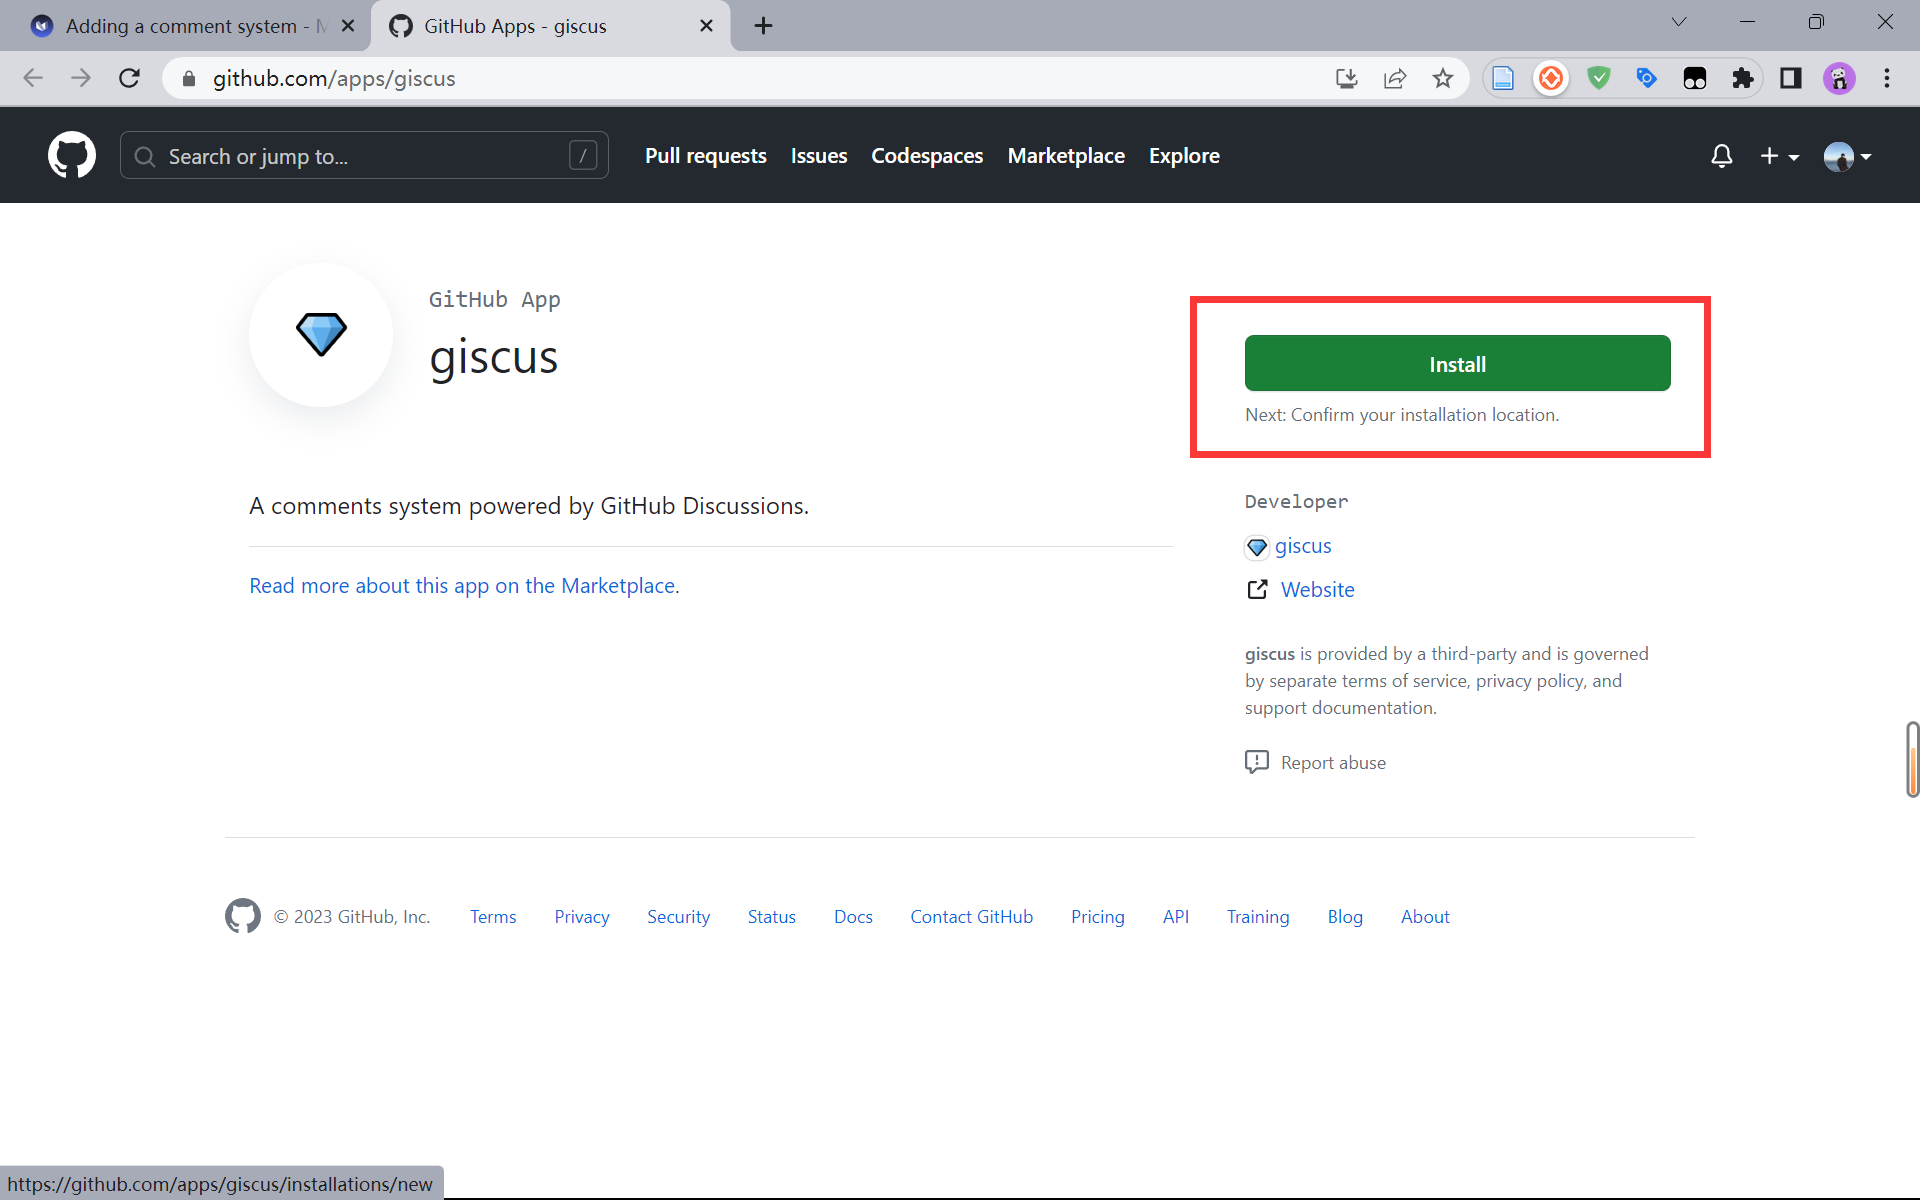 Adding a comment system - M
GitHub Apps - giscus
github.com/apps/giscus
Search or jump to...
/
Pull requests
Issues
Codespaces
Marketplace
Explore
GitHub App
giscus
Install
Next: Confirm your installation location.
A comments system powered by GitHub Discussions.
Read more about this app on the Marketplace.
Developer
giscus
Website
giscus is provided by a third-party and is governed
by separate terms of service, privacy policy, and
support documentation.
Report abuse
© 2023 GitHub, Inc.
Terms
Privacy
Security
Status
Docs
Contact GitHub
Pricing
API
Training
Blog
About
https://github.com/apps/giscus/installations/new